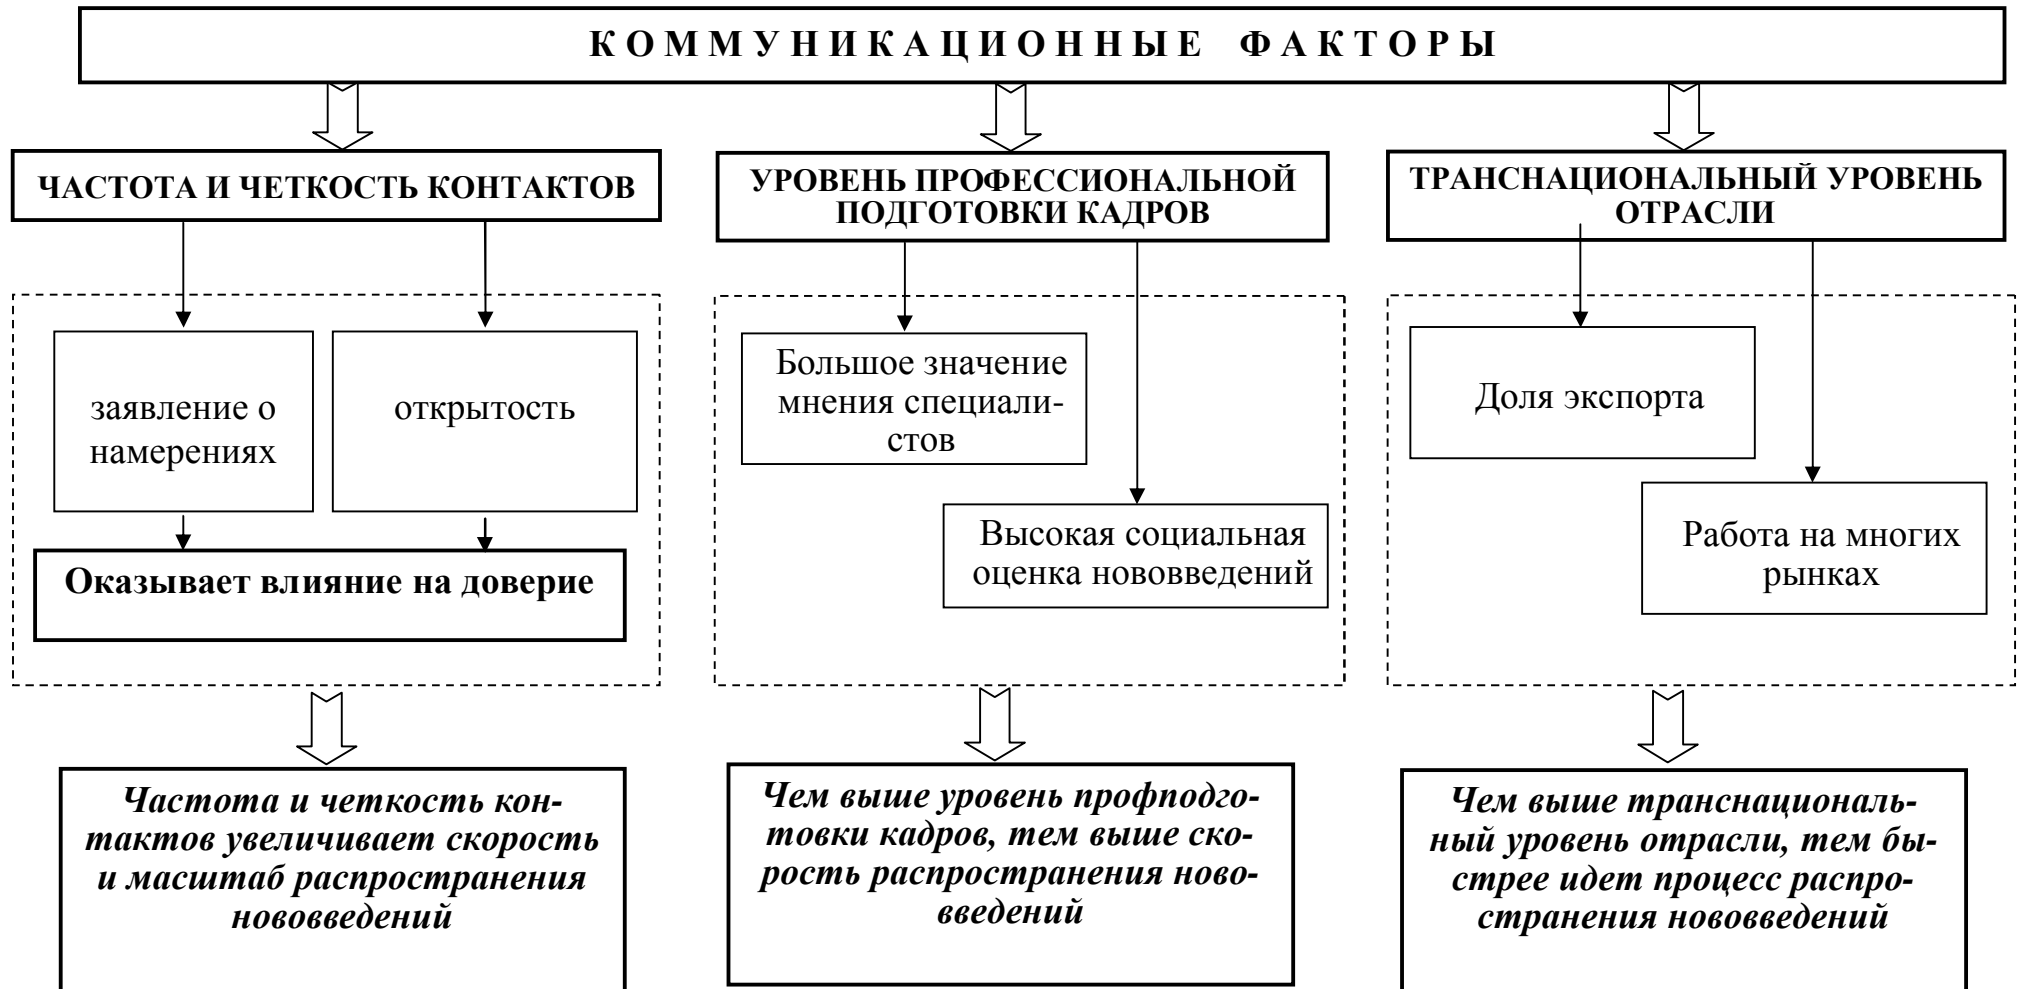 КОММУНИКАЦИОННЫЕ ФАКТОРЫ
ЧАСТОТА И ЧЕТКОСТЬ КОНТАКТОВ
УРОВЕНЬ ПРОФЕССИОНАЛЬНОЙ
ПОДГОТОВКИ КАДРОВ
ТРАНСНАЦИОНАЛЬНЫЙ УРОВЕНЬ
ОТРАСЛИ
заявление о
намерениях
открытость
Оказывает влияние на доверие
Большое значение
мнения специали-
стов
Высокая социальная
оценка нововведений
Доля экспорта
Работа на многих
рынках
Частота и четкость кон-
тактов увеличивает скорость
и масштаб распространения
нововведений
Чем выше уровень профподго-
товки кадров, тем выше ско-
рость распространения ново-
введений
Чем выше транснациональ-
ный уровень отрасли, тем бы-
стрее идет процесс распро-
странения нововведений